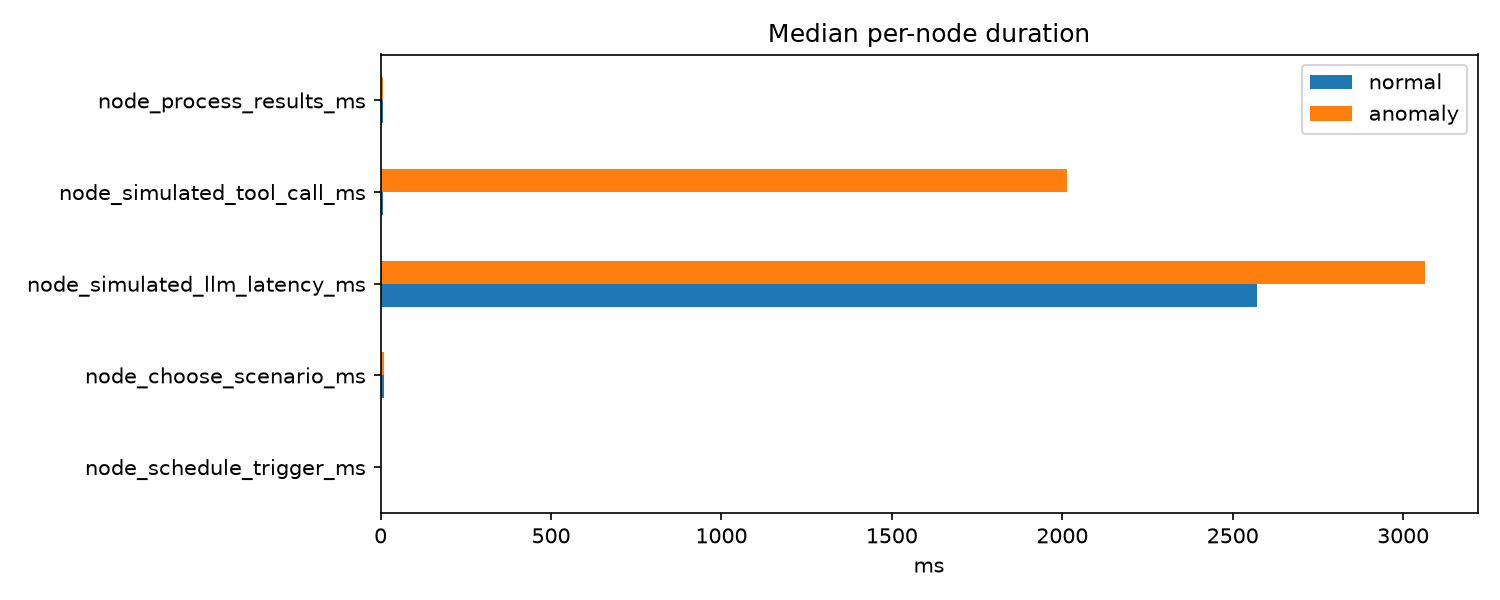 Median per-node duration
normal
anomaly
node_process_results_ms
node_simulated_tool_call_ms
node_simulated_llm_latency_ms
node_choose_scenario_ms
node_schedule_trigger_ms
0 500 1000 1500 2000 2500 3000
ms